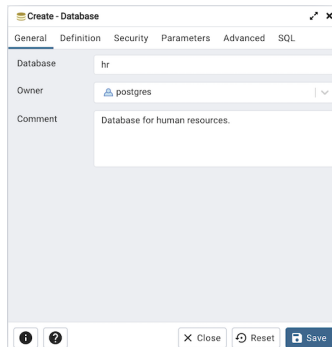 Create - Database
General Definition Security Parameters Advanced SQL
Database hr
Owner postgres
Comment Database for human resources.
Close Reset Save